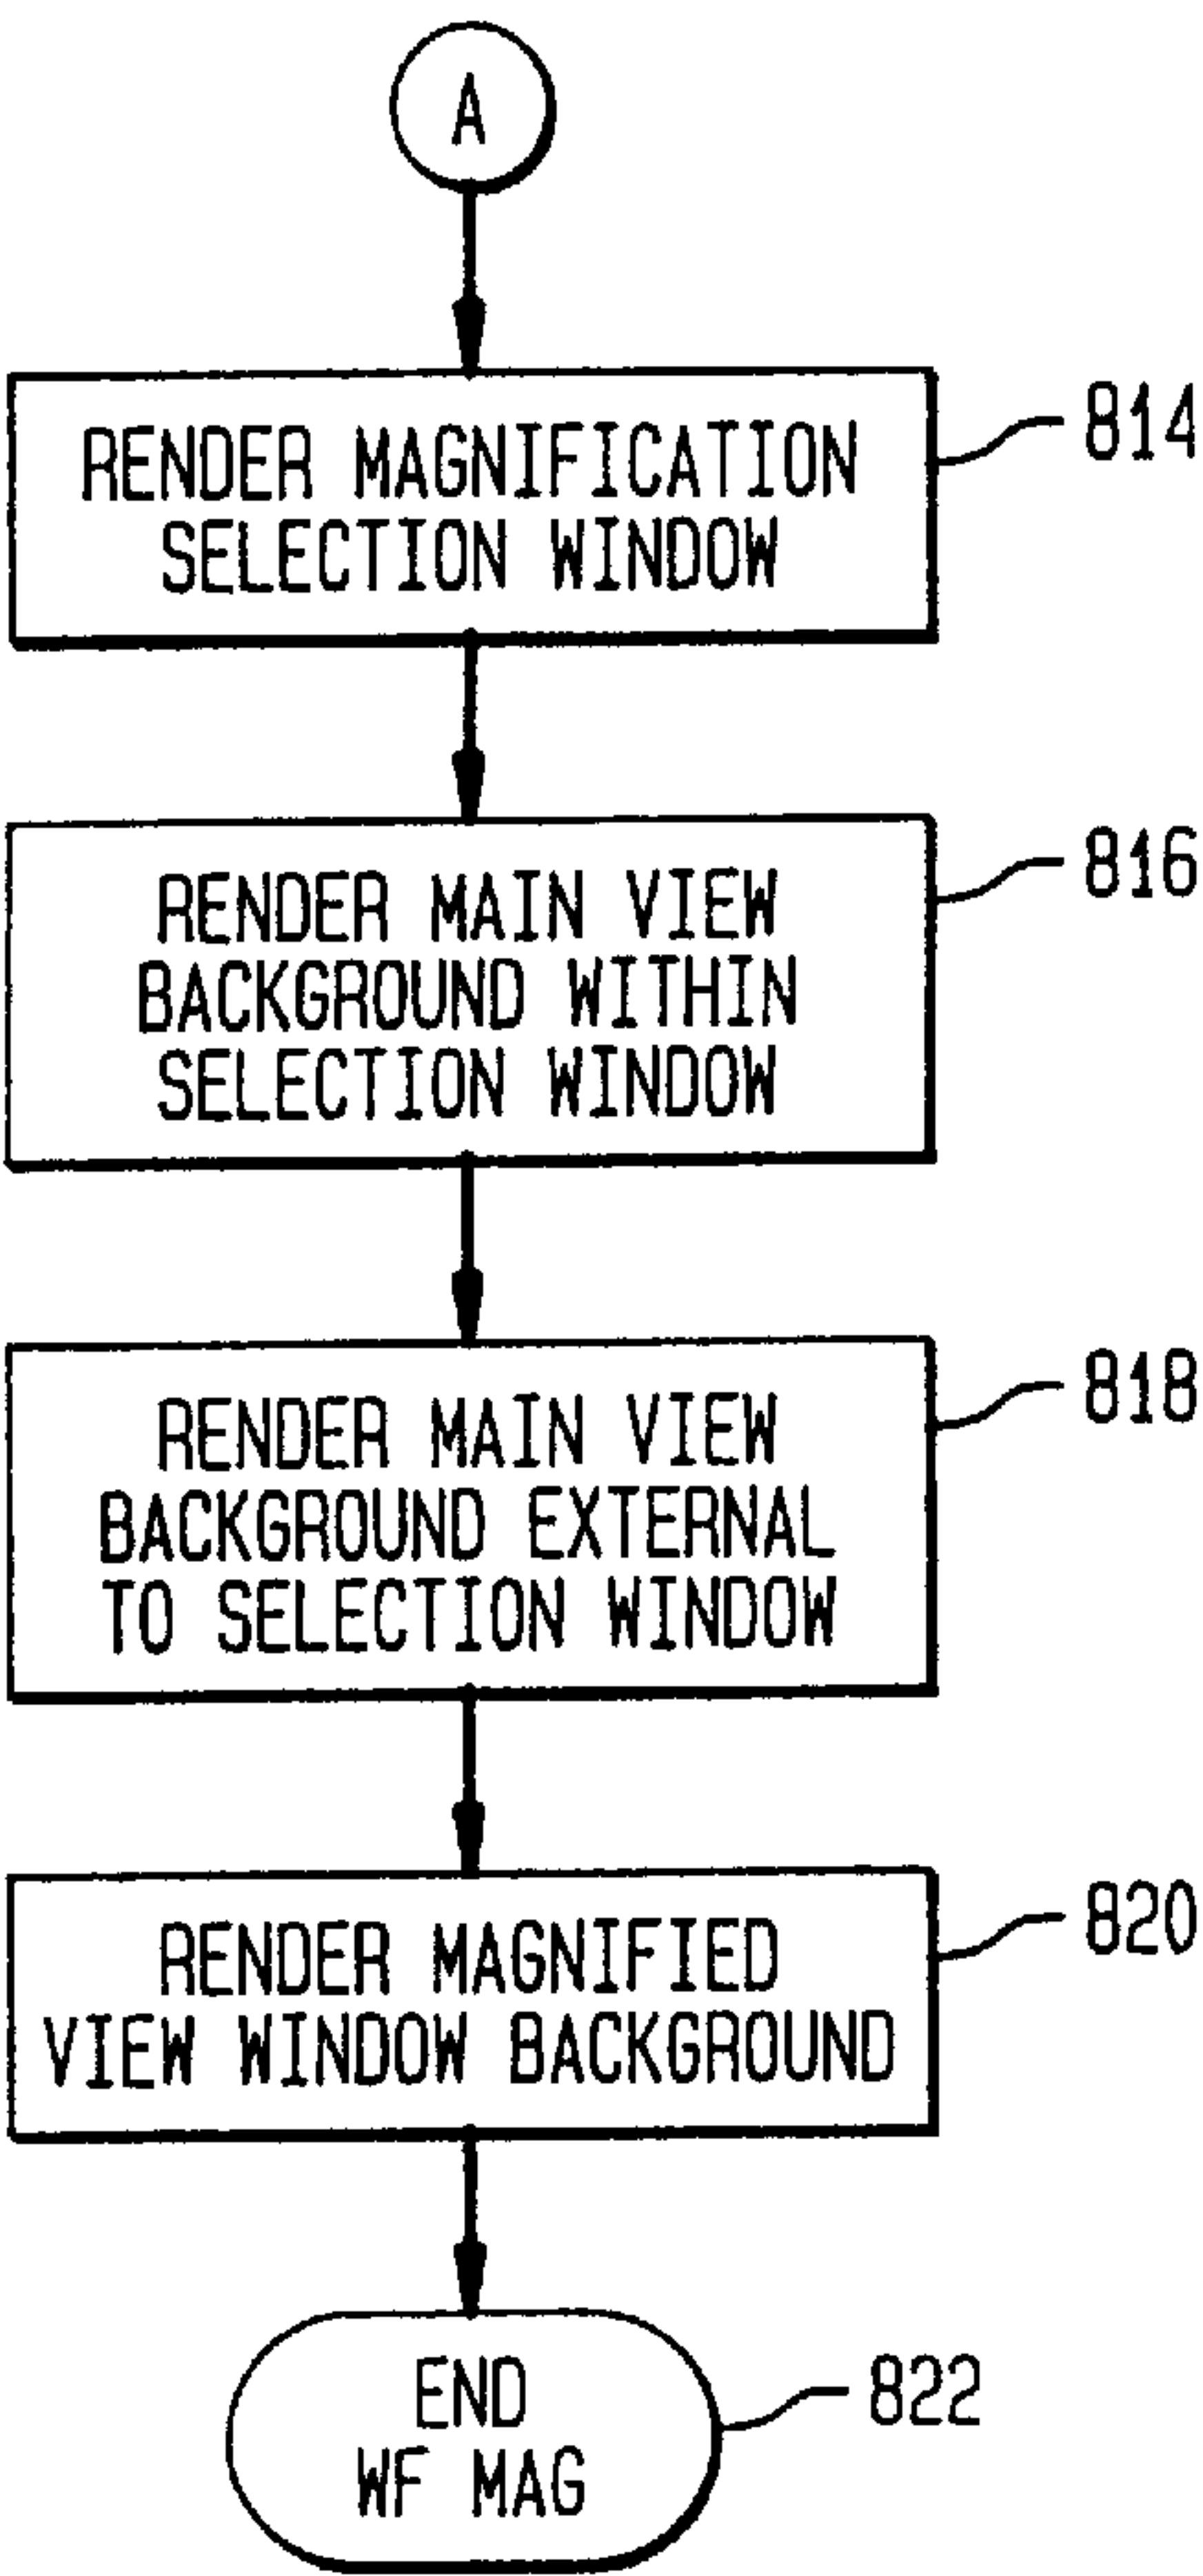 A
RENDER MAGNIFICATION
SELECTION WINDOW
814
RENDER MAIN VIEW
BACKGROUND WITHIN
SELECTION WINDOW
816
RENDER MAIN VIEW
BACKGROUND EXTERNAL
TO SELECTION WINDOW
818
RENDER MAGNIFIED
VIEW WINDOW BACKGROUND
820
END
WF MAG
822